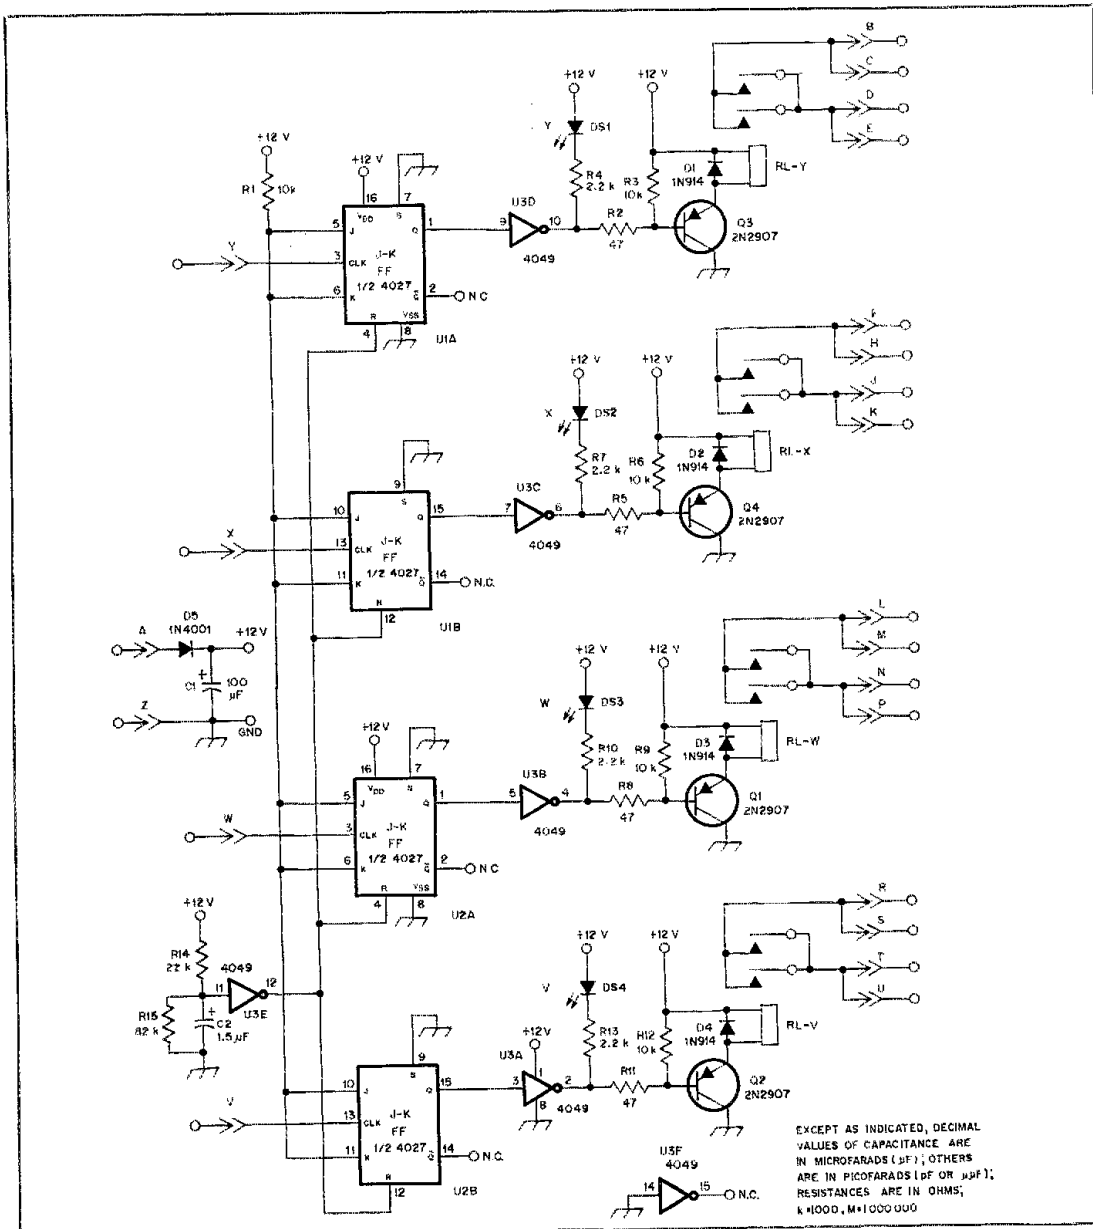 B
+12 V
+12 V
C
Y
DS1
D
+12 V
+12 V
E
R1
10k
16
7
VDD
S
R4
2.2 k
R3
10k
D1
1N914
RL-Y
U3D
5
J
Q
1
9
10
R2
Q3
2N2907
Y
J-K
4049
47
3
CLK
FF
1/2 4027
6
K
Q̅
2
N C
R
VSS
4
8
U1A
+12 V
+12 V
H
J
X
DS2
K
9
S
R7
2.2 k
R6
10k
D2
1N914
RL-X
U3C
10
J
Q
15
7
6
R5
Q4
2N2907
X
J-K
4049
47
13
CLK
FF
1/2 4027
11
K
Q̅
14
N.C.
12
U1B
D5
1N4001
A
+12 V
+
C1
100
µF
Z
GND
+12 V
+12 V
L
M
W
DS3
N
+12 V
P
16
7
VDD
R10
2.2 k
R9
10 k
D3
1N914
RL-W
U3B
5
J
Q
1
5
4
R8
Q1
2N2907
W
J-K
4049
47
3
CLK
FF
1/2 4027
6
K
Q̅
2
N C
R
VSS
4
8
U2A
+12 V
+12 V
+12 V
R
S
V
DS4
T
U
R14
22 k
4049
11
12
U3E
+
R15
82 k
C2
1.5 µF
9
S
+12 V
R13
2.2 k
R12
10k
D4
1N914
RL-V
U3A
1
10
J
Q
15
3
2
R11
Q2
2N2907
V
J-K
8
4049
47
13
CLK
FF
1/2 4027
11
K
Q̅
14
N.C.
R
12
U2B
U3F
4049
14
15
N.C.
EXCEPT AS INDICATED, DECIMAL
VALUES OF CAPACITANCE ARE
IN MICROFARADS (µF); OTHERS
ARE IN PICOFARADS (pF OR µµF);
RESISTANCES ARE IN OHMS;
k=1000, M=1000000